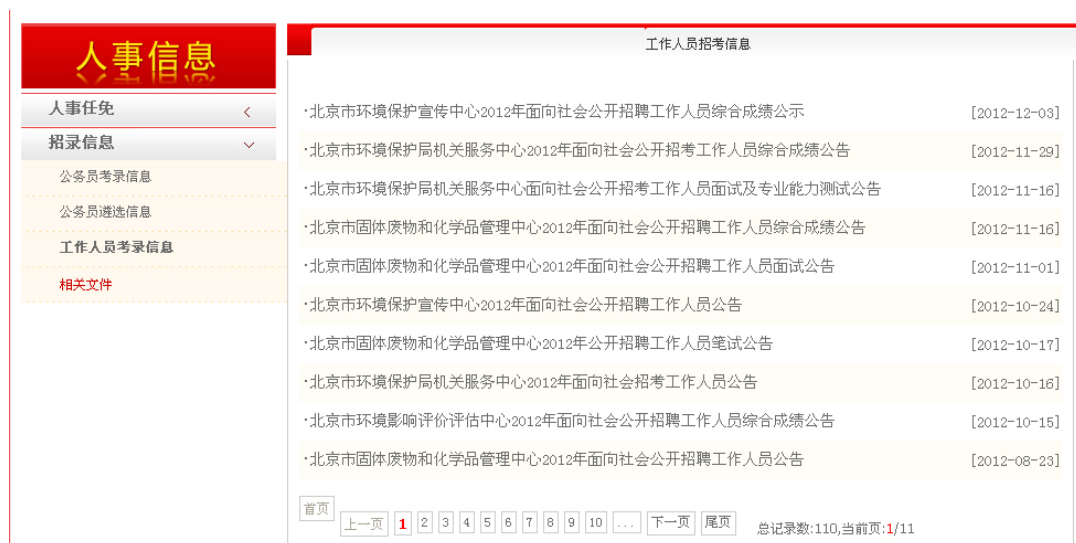 人事信息
人事任免
招录信息
公务员考录信息
公务员遴选信息
工作人员考录信息
相关文件
工作人员招考信息
·北京市环境保护宣传中心2012年面向社会公开招聘工作人员综合成绩公示 [2012-12-03]
·北京市环境保护局机关服务中心2012年面向社会公开招考工作人员综合成绩公告 [2012-11-29]
·北京市环境保护局机关服务中心面向社会公开招考工作人员面试及专业能力测试公告 [2012-11-16]
·北京市固体废物和化学品管理中心2012年面向社会公开招聘工作人员综合成绩公告 [2012-11-16]
·北京市固体废物和化学品管理中心2012年面向社会公开招聘工作人员面试公告 [2012-11-01]
·北京市环境保护宣传中心2012年面向社会公开招聘工作人员公告 [2012-10-24]
·北京市固体废物和化学品管理中心2012年公开招聘工作人员笔试公告 [2012-10-17]
·北京市环境保护局机关服务中心2012年面向社会招考工作人员公告 [2012-10-16]
·北京市环境影响评价评估中心2012年面向社会公开招聘工作人员综合成绩公告 [2012-10-15]
·北京市固体废物和化学品管理中心2012年面向社会公开招聘工作人员公告 [2012-08-23]
首页 上一页 1 2 3 4 5 6 7 8 9 10 ... 下一页 尾页 总记录数:110,当前页:1/11